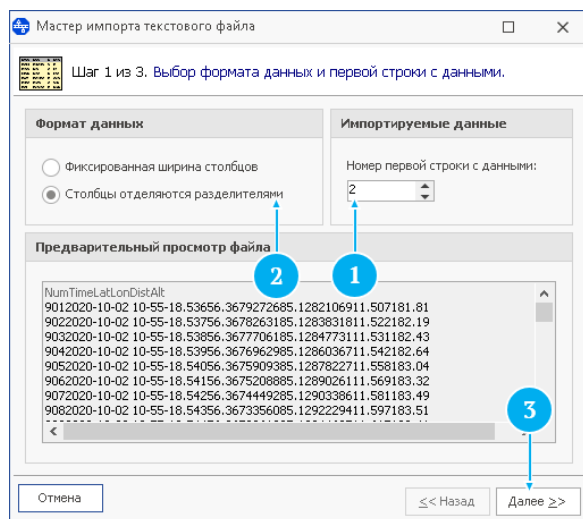 Мастер импорта текстового файла
Шаг 1 из 3. Выбор формата данных и первой строки с данными.
Формат данных
Фиксированная ширина столбцов
Столбцы отделяются разделителями
Импортируемые данные
Номер первой строки с данными:
2
Предварительный просмотр файла
2
1
NumTimeLatLonDistAlt
9012020-10-02 10-55-18.53656.3679272685.1282106911.507181.81
9022020-10-02 10-55-18.53756.3678263185.1283831811.522182.19
9032020-10-02 10-55-18.53856.3677706185.1284773111.531182.43
9042020-10-02 10-55-18.53956.3676962985.1286036711.542182.64
9052020-10-02 10-55-18.54056.3675909385.1287822711.558183.04
9062020-10-02 10-55-18.54156.3675208885.1289026111.569183.32
9072020-10-02 10-55-18.54256.3674449285.1290338611.581183.49
9082020-10-02 10-55-18.54356.3673356085.1292229411.597183.51
3
Отмена
<< Назад
Далее >>